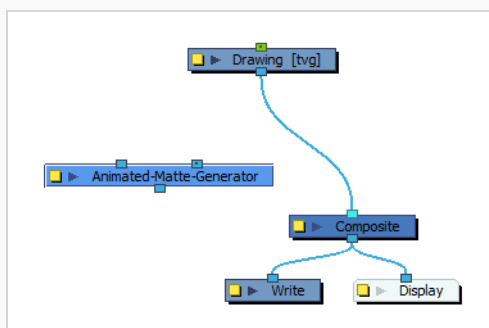 Drawing [tvg]
Animated-Matte-Generator
Composite
Write
Display